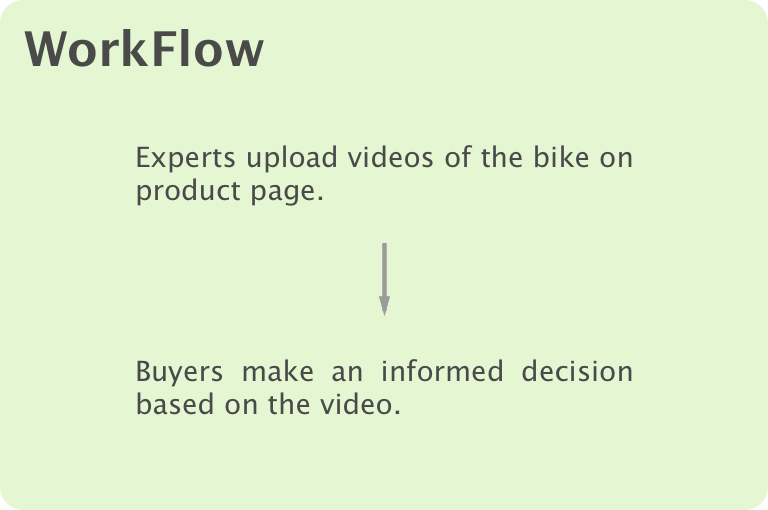 WorkFlow
Experts upload videos of the bike on
product page.
Buyers make an informed decision
based on the video.